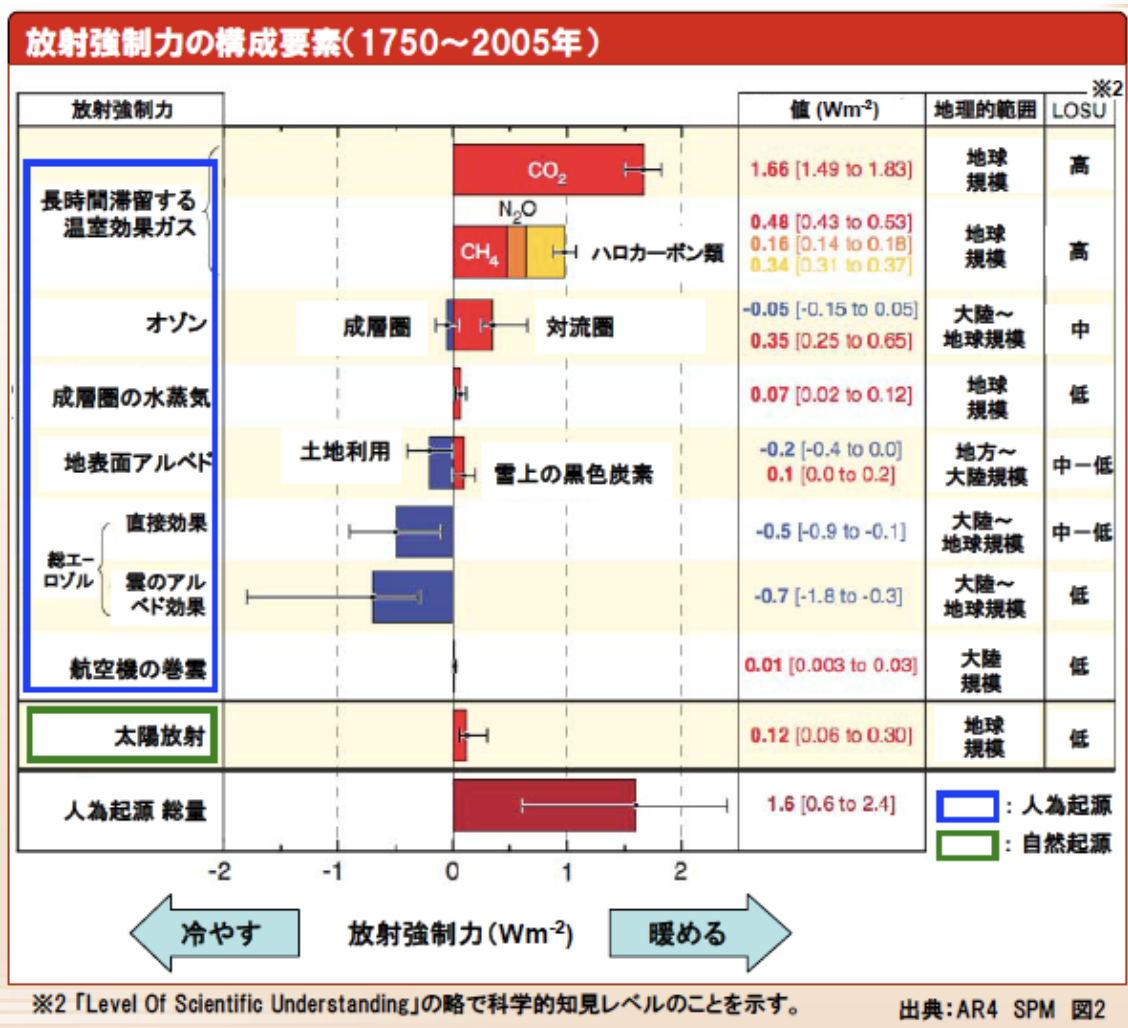 放射強制力の構成要素(1750～2005年)
※2
放射強制力
値 (Wm-2)
地理的範囲
LOSU
長時間滞留する
温室効果ガス
CO2
1.66 [1.49 to 1.83]
地球
規模
高
N2O
CH4
ハロカーボン類
0.48 [0.43 to 0.53]
0.16 [0.14 to 0.18]
0.34 [0.31 to 0.37]
地球
規模
高
オゾン
成層圏
対流圏
-0.05 [-0.15 to 0.05]
0.35 [0.25 to 0.65]
大陸～
地球規模
中
成層圏の水蒸気
0.07 [0.02 to 0.12]
地球
規模
低
地表面アルベド
土地利用
雪上の黒色炭素
-0.2 [-0.4 to 0.0]
0.1 [0.0 to 0.2]
地方～
大陸規模
中－低
総エー
ロゾル
直接効果
-0.5 [-0.9 to -0.1]
大陸～
地球規模
中－低
雲のアル
ベド効果
-0.7 [-1.8 to -0.3]
大陸～
地球規模
低
航空機の巻雲
0.01 [0.003 to 0.03]
大陸
規模
低
太陽放射
0.12 [0.06 to 0.30]
地球
規模
低
人為起源 総量
1.6 [0.6 to 2.4]
：人為起源
：自然起源
-2 -1 0 1 2
冷やす
放射強制力(Wm-2)
暖める
※2「Level Of Scientific Understanding」の略で科学的知見レベルのことを示す。
出典:AR4 SPM 図2